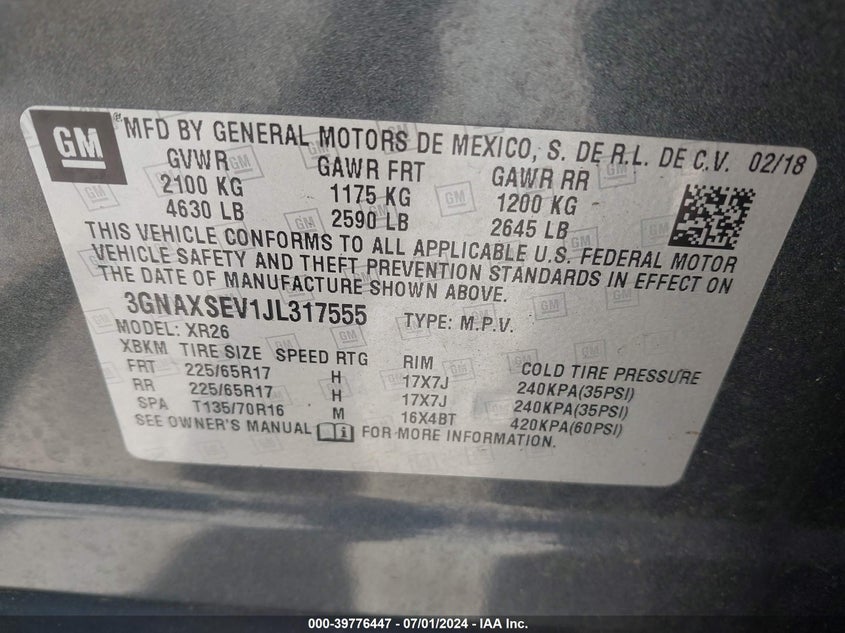 GM ® MFD BY GENERAL MOTORS DE MEXICO, S. DE R.L. DE C.V. 02/18
GVWR GAWR FRT GAWR RR
2100 KG 1175 KG 1200 KG
4630 LB 2590 LB 2645 LB
THIS VEHICLE CONFORMS TO ALL APPLICABLE U.S. FEDERAL MOTOR
VEHICLE SAFETY AND THEFT PREVENTION STANDARDS IN EFFECT ON
THE DATE OF MANUFACTURE SHOWN ABOVE.
3GNAXSEV1JL317555 TYPE: M.P.V.
MODEL: XR26
XBKM TIRE SIZE SPEED RTG RIM COLD TIRE PRESSURE
FRT 225/65R17 H 17X7J 240KPA(35PSI)
RR 225/65R17 H 17X7J 240KPA(35PSI)
SPA T135/70R16 M 16X4BT 420KPA(60PSI)
SEE OWNER'S MANUAL FOR MORE INFORMATION.
000-39776447 / 07/01/2024 - IAA Inc.